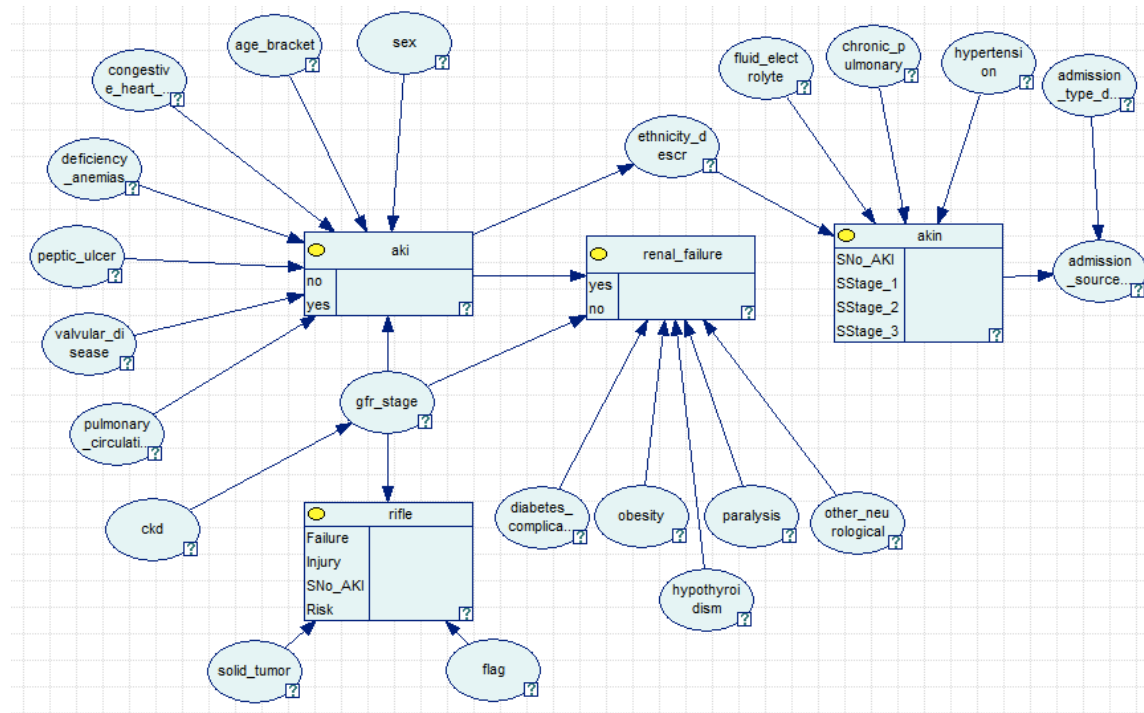 age_bracket
?
sex
?
congestiv
e_heart_...
?
fluid_elect
rolyte
?
chronic_p
ulmonary
?
hypertensi
on
?
admission
_type_d...
?
deficiency
_anemias
?
ethnicity_d
escr
?
peptic_ulcer
?
aki
no
yes
?
renal_failure
yes
no
?
akin
SNo_AKI
SStage_1
SStage_2
SStage_3
?
admission
_source...
?
valvular_di
sease
?
gfr_stage
?
pulmonary
_circulati...
?
ckd
?
rifle
Failure
Injury
SNo_AKI
Risk
?
diabetes_
complica...
?
obesity
?
paralysis
?
other_neu
rological
?
hypothyroi
dism
?
solid_tumor
?
flag
?